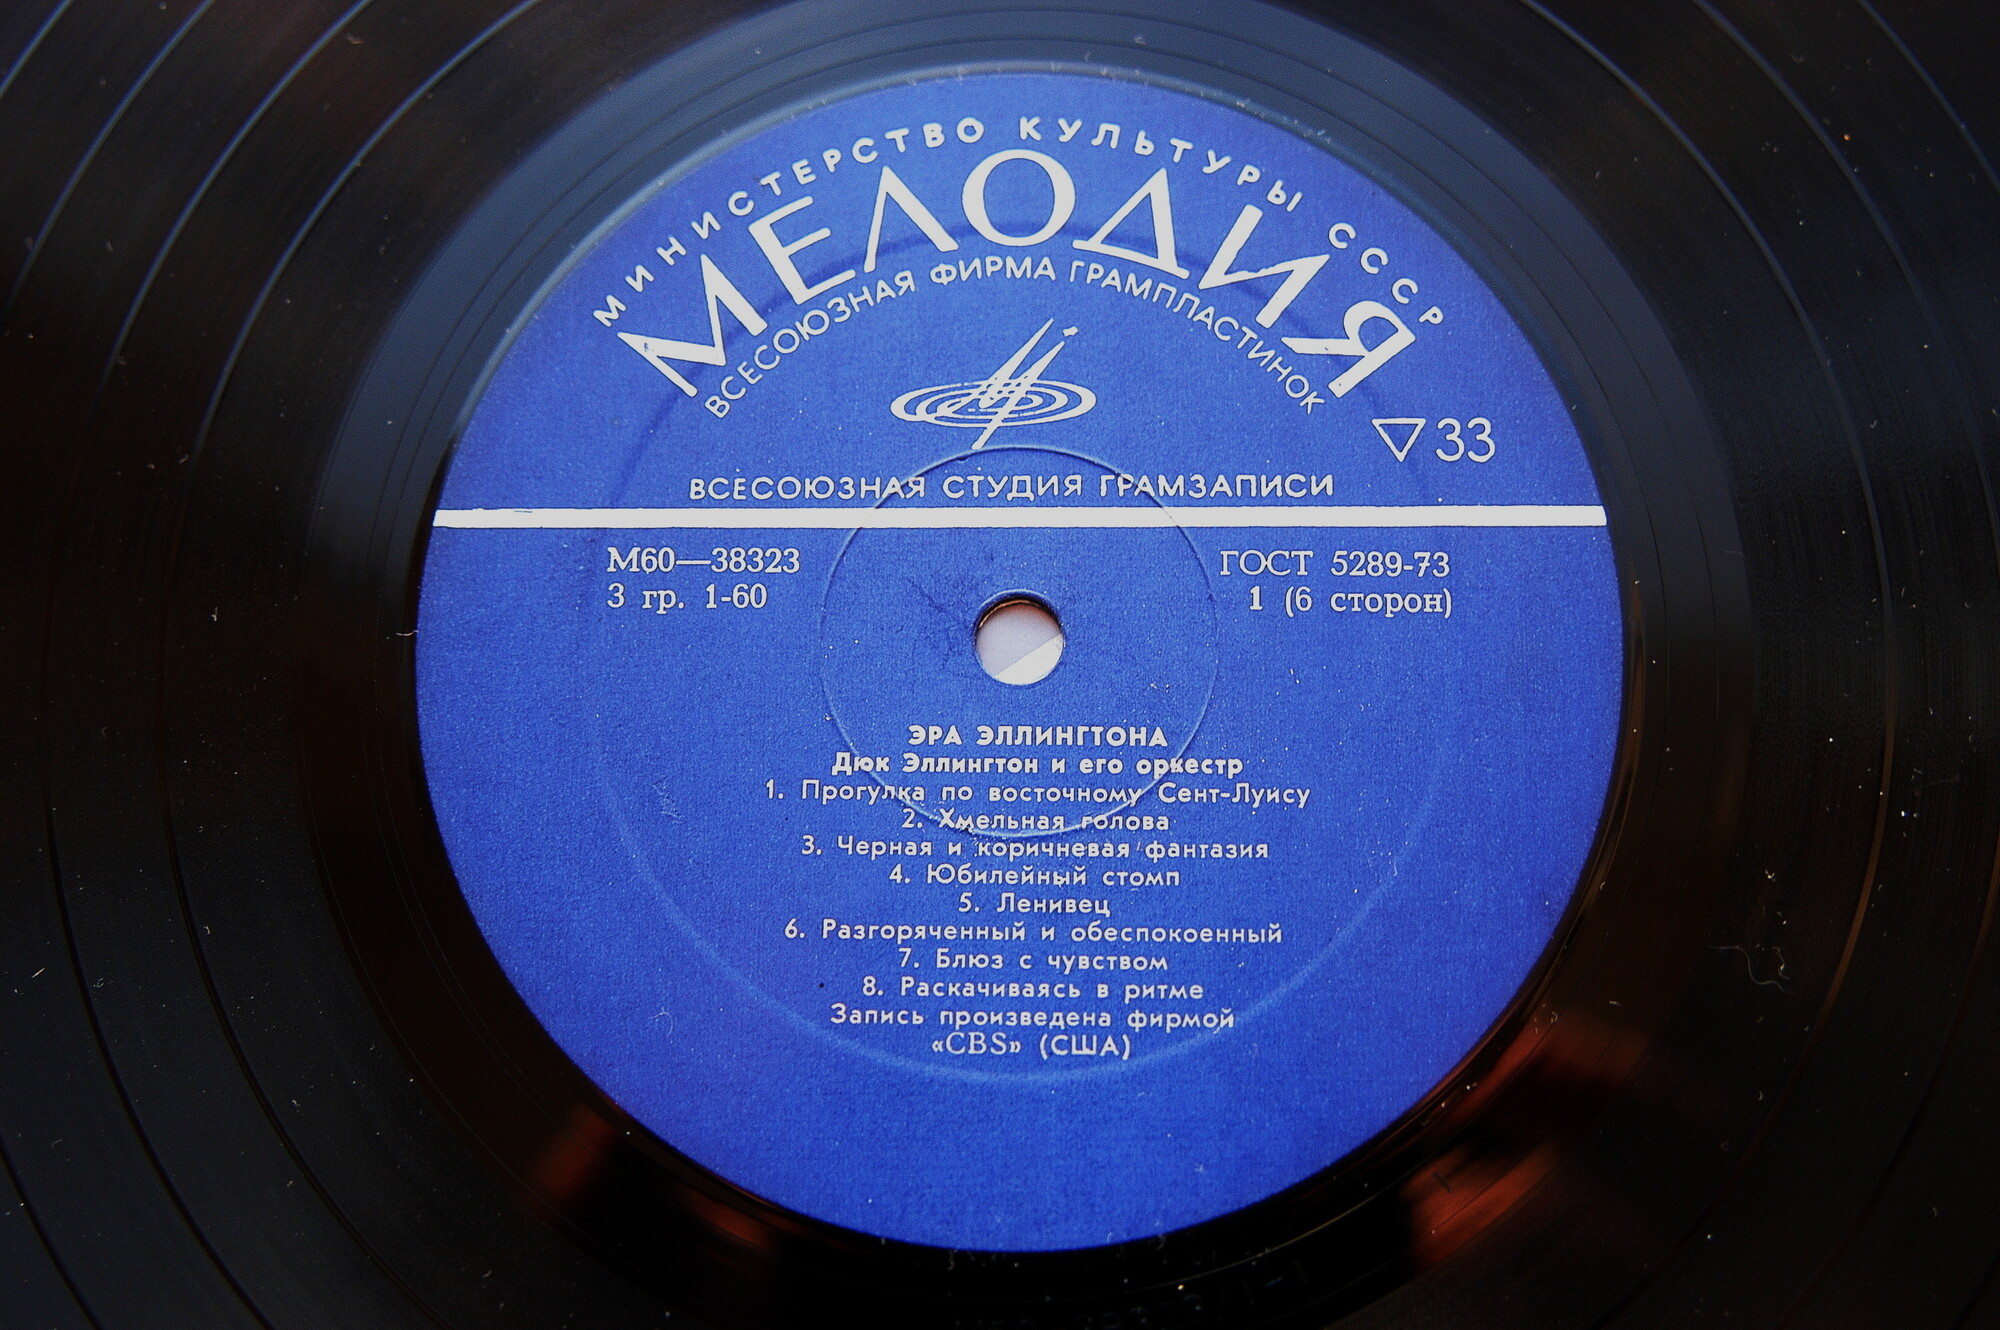 МИНИСТЕРСТВО КУЛЬТУРЫ СССР
МЕЛОДИЯ
ВСЕСОЮЗНАЯ ФИРМА ГРАМПЛАСТИНОК
33
ВСЕСОЮЗНАЯ СТУДИЯ ГРАМЗАПИСИ
М60—38323
3 гр. 1-60
ГОСТ 5289-73
1 (6 сторон)
ЭРА ЭЛЛИНГТОНА
Дюк Эллингтон и его оркестр
1. Прогулка по восточному Сент-Луису
2. Хмельная голова
3. Черная и коричневая фантазия
4. Юбилейный стомп
5. Ленивец
6. Разгоряченный и обеспокоенный
7. Блюз с чувством
8. Раскачиваясь в ритме
Запись произведена фирмой
«CBS» (США)